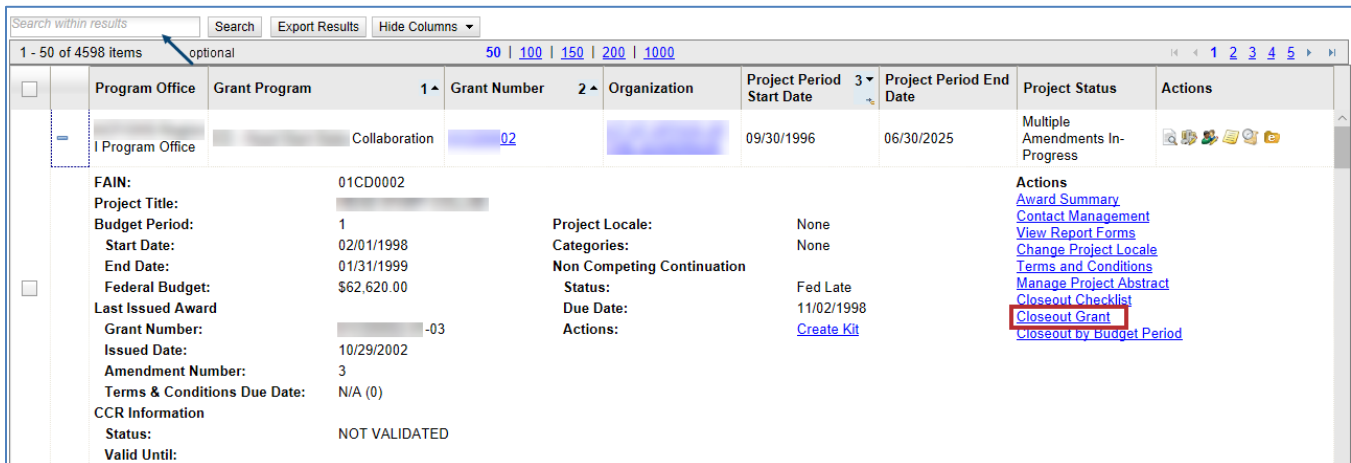 Search within results Search Export Results Hide Columns
1 - 50 of 4598 items optional 50 | 100 | 150 | 200 | 1000 1 2 3 4 5
Program Office Grant Program 1 Grant Number 2 Organization Project Period Start Date 3 Project Period End Date Project Status Actions
l Program Office Collaboration 02 09/30/1996 06/30/2025 Multiple Amendments In-Progress
FAIN: 01CD0002 Actions
Project Title: Award Summary
Budget Period: 1 Project Locale: None Contact Management
View Report Forms
Start Date: 02/01/1998 Categories: None Change Project Locale
End Date: 01/31/1999 Non Competing Continuation Terms and Conditions
Federal Budget: $62,620.00 Status: Fed Late Manage Project Abstract
Last Issued Award Due Date: 11/02/1998 Closeout Checklist
Grant Number: -03 Actions: Create Kit Closeout Grant
Closeout by Budget Period
Issued Date: 10/29/2002
Amendment Number: 3
Terms & Conditions Due Date: N/A (0)
CCR Information
Status: NOT VALIDATED
Valid Until: